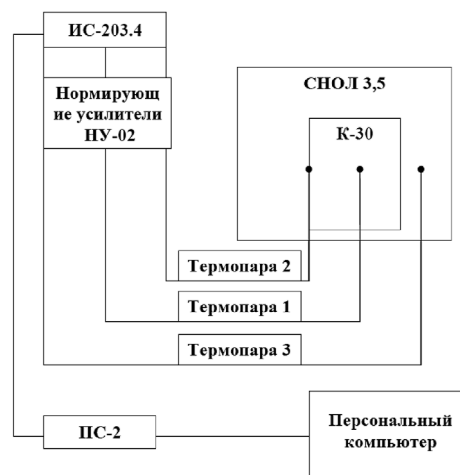 ИС-203.4
Нормирующ
ие усилители
НУ-02
СНОЛ 3,5
К-30
Термопара 2
Термопара 1
Термопара 3
ПС-2
Персональный
компьютер